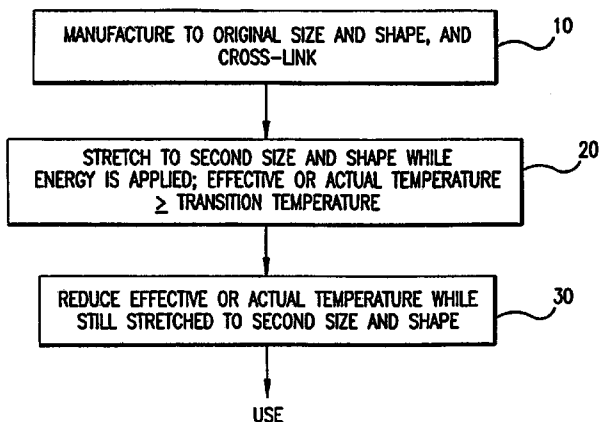 MANUFACTURE TO ORIGINAL SIZE AND SHAPE, AND
CROSS-LINK
10
STRETCH TO SECOND SIZE AND SHAPE WHILE
ENERGY IS APPLIED; EFFECTIVE OR ACTUAL TEMPERATURE
≥ TRANSITION TEMPERATURE
20
REDUCE EFFECTIVE OR ACTUAL TEMPERATURE WHILE
STILL STRETCHED TO SECOND SIZE AND SHAPE
30
USE